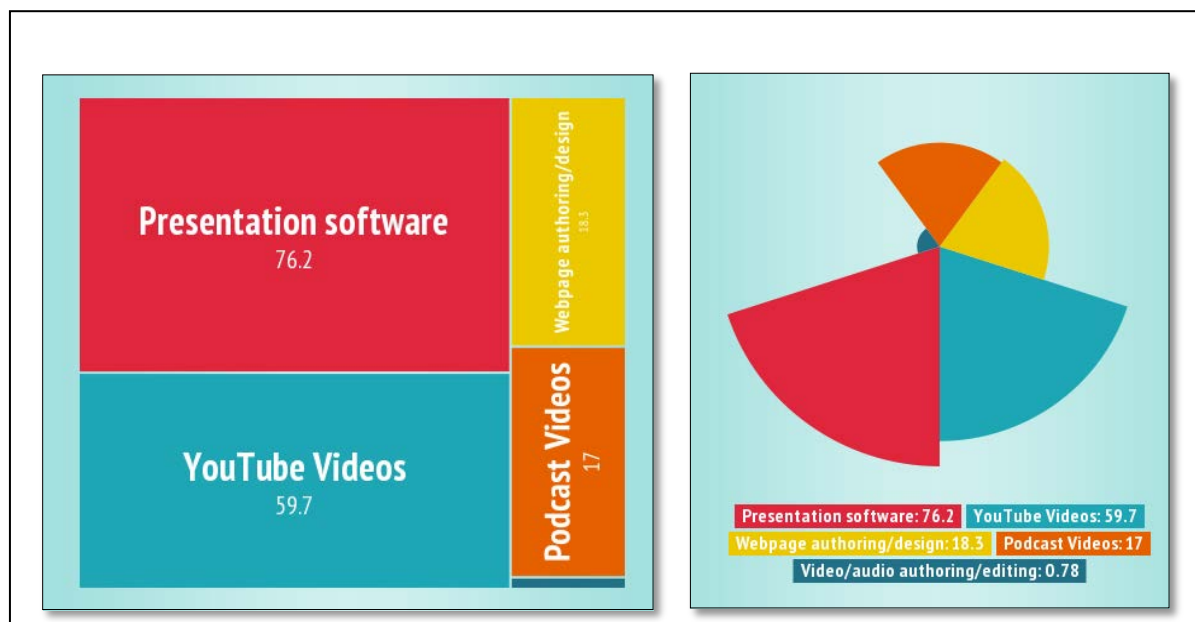 Presentation software
76.2
YouTube Videos
59.7
Webpage authoring/design
18.3
Podcast Videos
17
Presentation software: 76.2 YouTube Videos: 59.7
Webpage authoring/design: 18.3 Podcast Videos: 17
Video/audio authoring/editing: 0.78